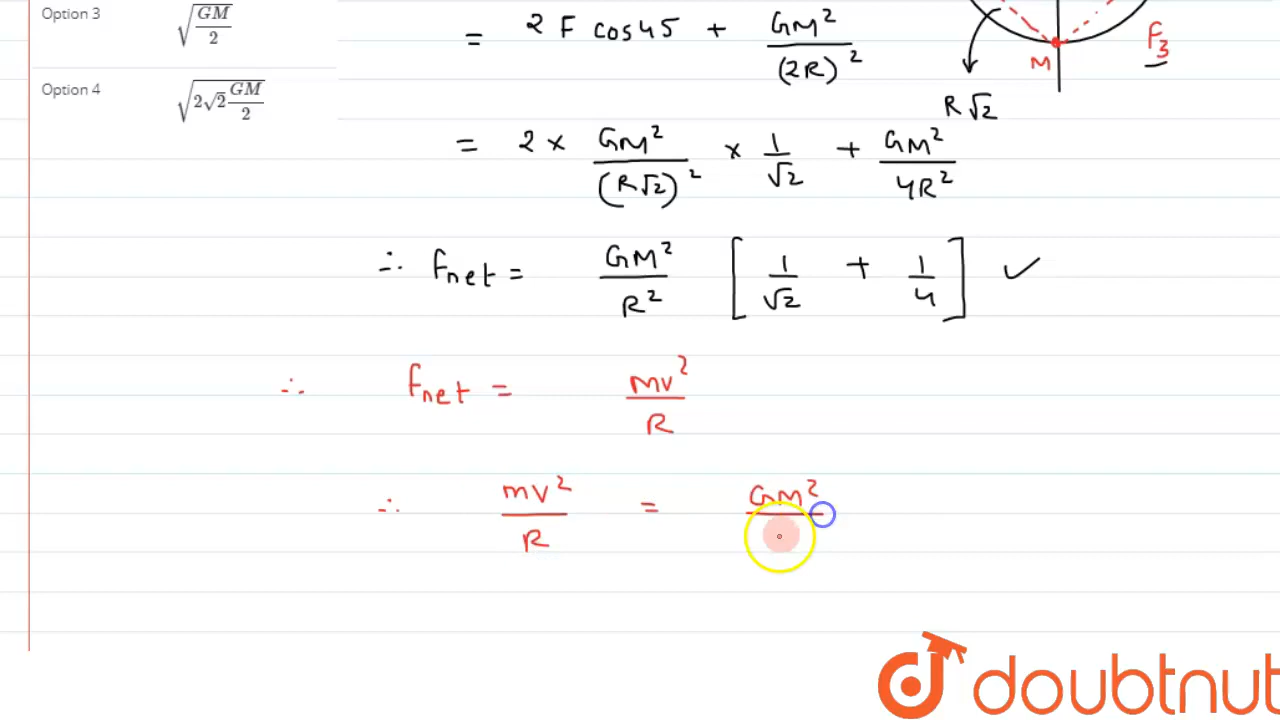 Option 3 √(GM/2)
= 2 F cos45 + GM²/(2R)²
F₃
M
Option 4 √(2√2 GM/2)
R√2
= 2 × GM²/(R√2)² × 1/√2 + GM²/4R²
∴ Fnet = GM²/R² [1/√2 + 1/4] ✓
∴ Fnet = mv²/R
∴ mv²/R = GM²
doubtnut